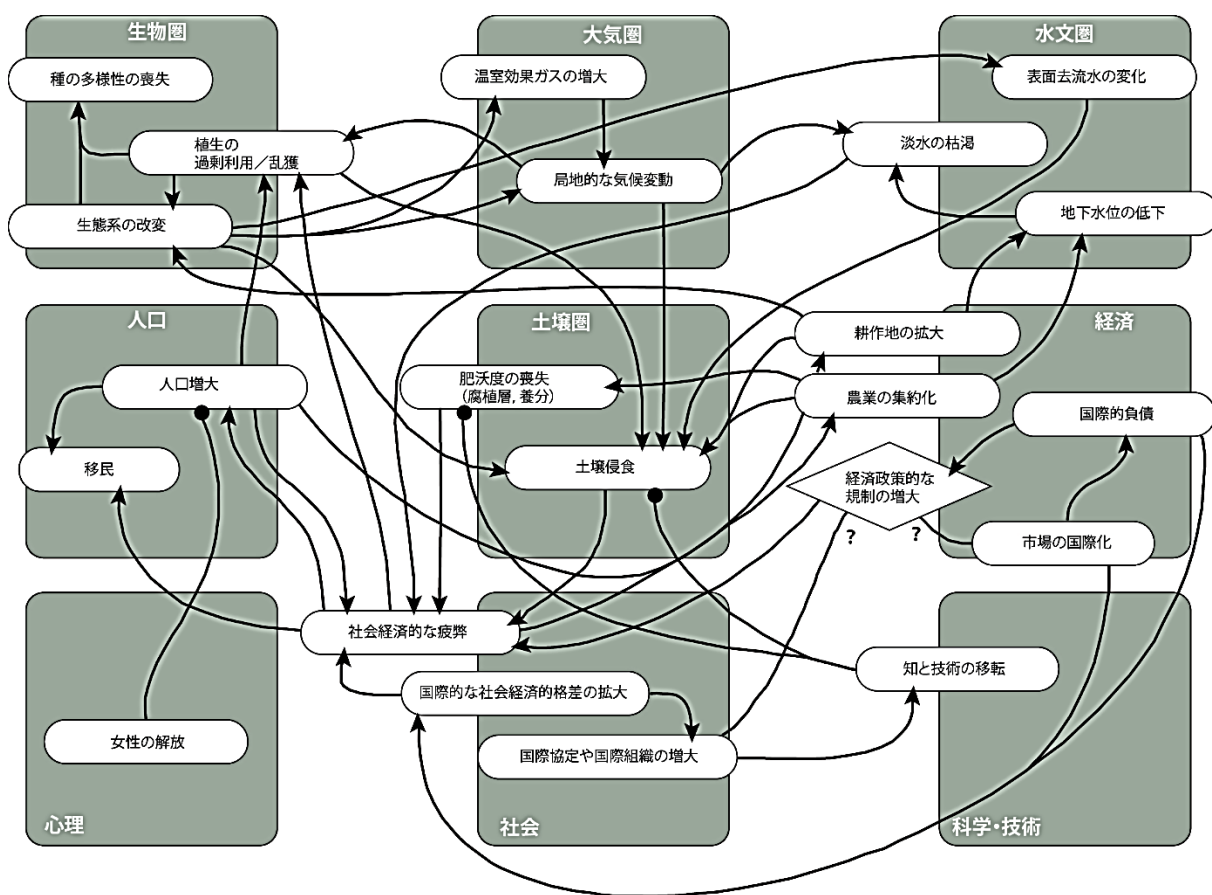 生物圏
大気圏
水文圏
種の多様性の喪失
温室効果ガスの増大
表面去流水の変化
植生の
過剰利用／乱獲
淡水の枯渇
局地的な気候変動
生態系の改変
地下水位の低下
人口
土壌圏
経済
耕作地の拡大
人口増大
肥沃度の喪失
（腐植層, 養分）
農業の集約化
国際的負債
移民
土壌侵食
経済政策的な
規制の増大
?
?
市場の国際化
社会経済的な疲弊
知と技術の移転
国際的な社会経済的格差の拡大
女性の解放
国際協定や国際組織の増大
心理
社会
科学・技術